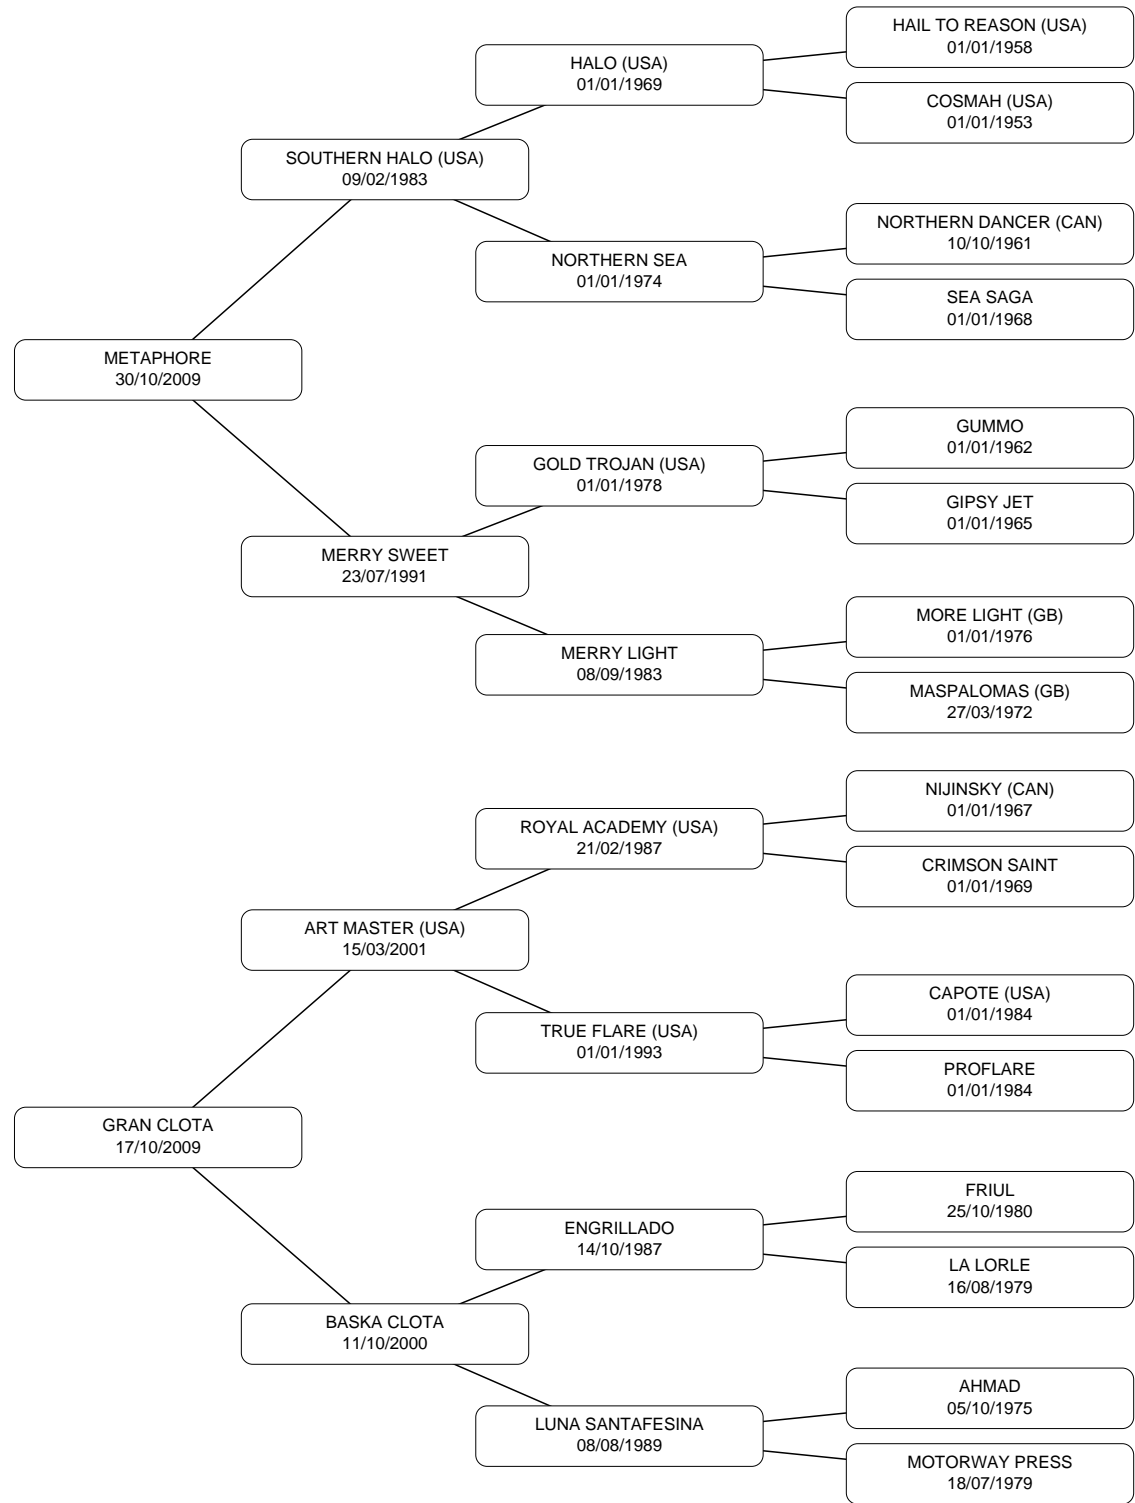 HAIL TO REASON (USA)
01/01/1958
HALO (USA)
01/01/1969
COSMAH (USA)
01/01/1953
SOUTHERN HALO (USA)
09/02/1983
NORTHERN DANCER (CAN)
10/10/1961
NORTHERN SEA
01/01/1974
SEA SAGA
01/01/1968
METAPHORE
30/10/2009
GUMMO
01/01/1962
GOLD TROJAN (USA)
01/01/1978
GIPSY JET
01/01/1965
MERRY SWEET
23/07/1991
MORE LIGHT (GB)
01/01/1976
MERRY LIGHT
08/09/1983
MASPALOMAS (GB)
27/03/1972
NIJINSKY (CAN)
01/01/1967
ROYAL ACADEMY (USA)
21/02/1987
CRIMSON SAINT
01/01/1969
ART MASTER (USA)
15/03/2001
CAPOTE (USA)
01/01/1984
TRUE FLARE (USA)
01/01/1993
PROFLARE
01/01/1984
GRAN CLOTA
17/10/2009
FRIUL
25/10/1980
ENGRILLADO
14/10/1987
LA LORLE
16/08/1979
BASKA CLOTA
11/10/2000
AHMAD
05/10/1975
LUNA SANTAFESINA
08/08/1989
MOTORWAY PRESS
18/07/1979